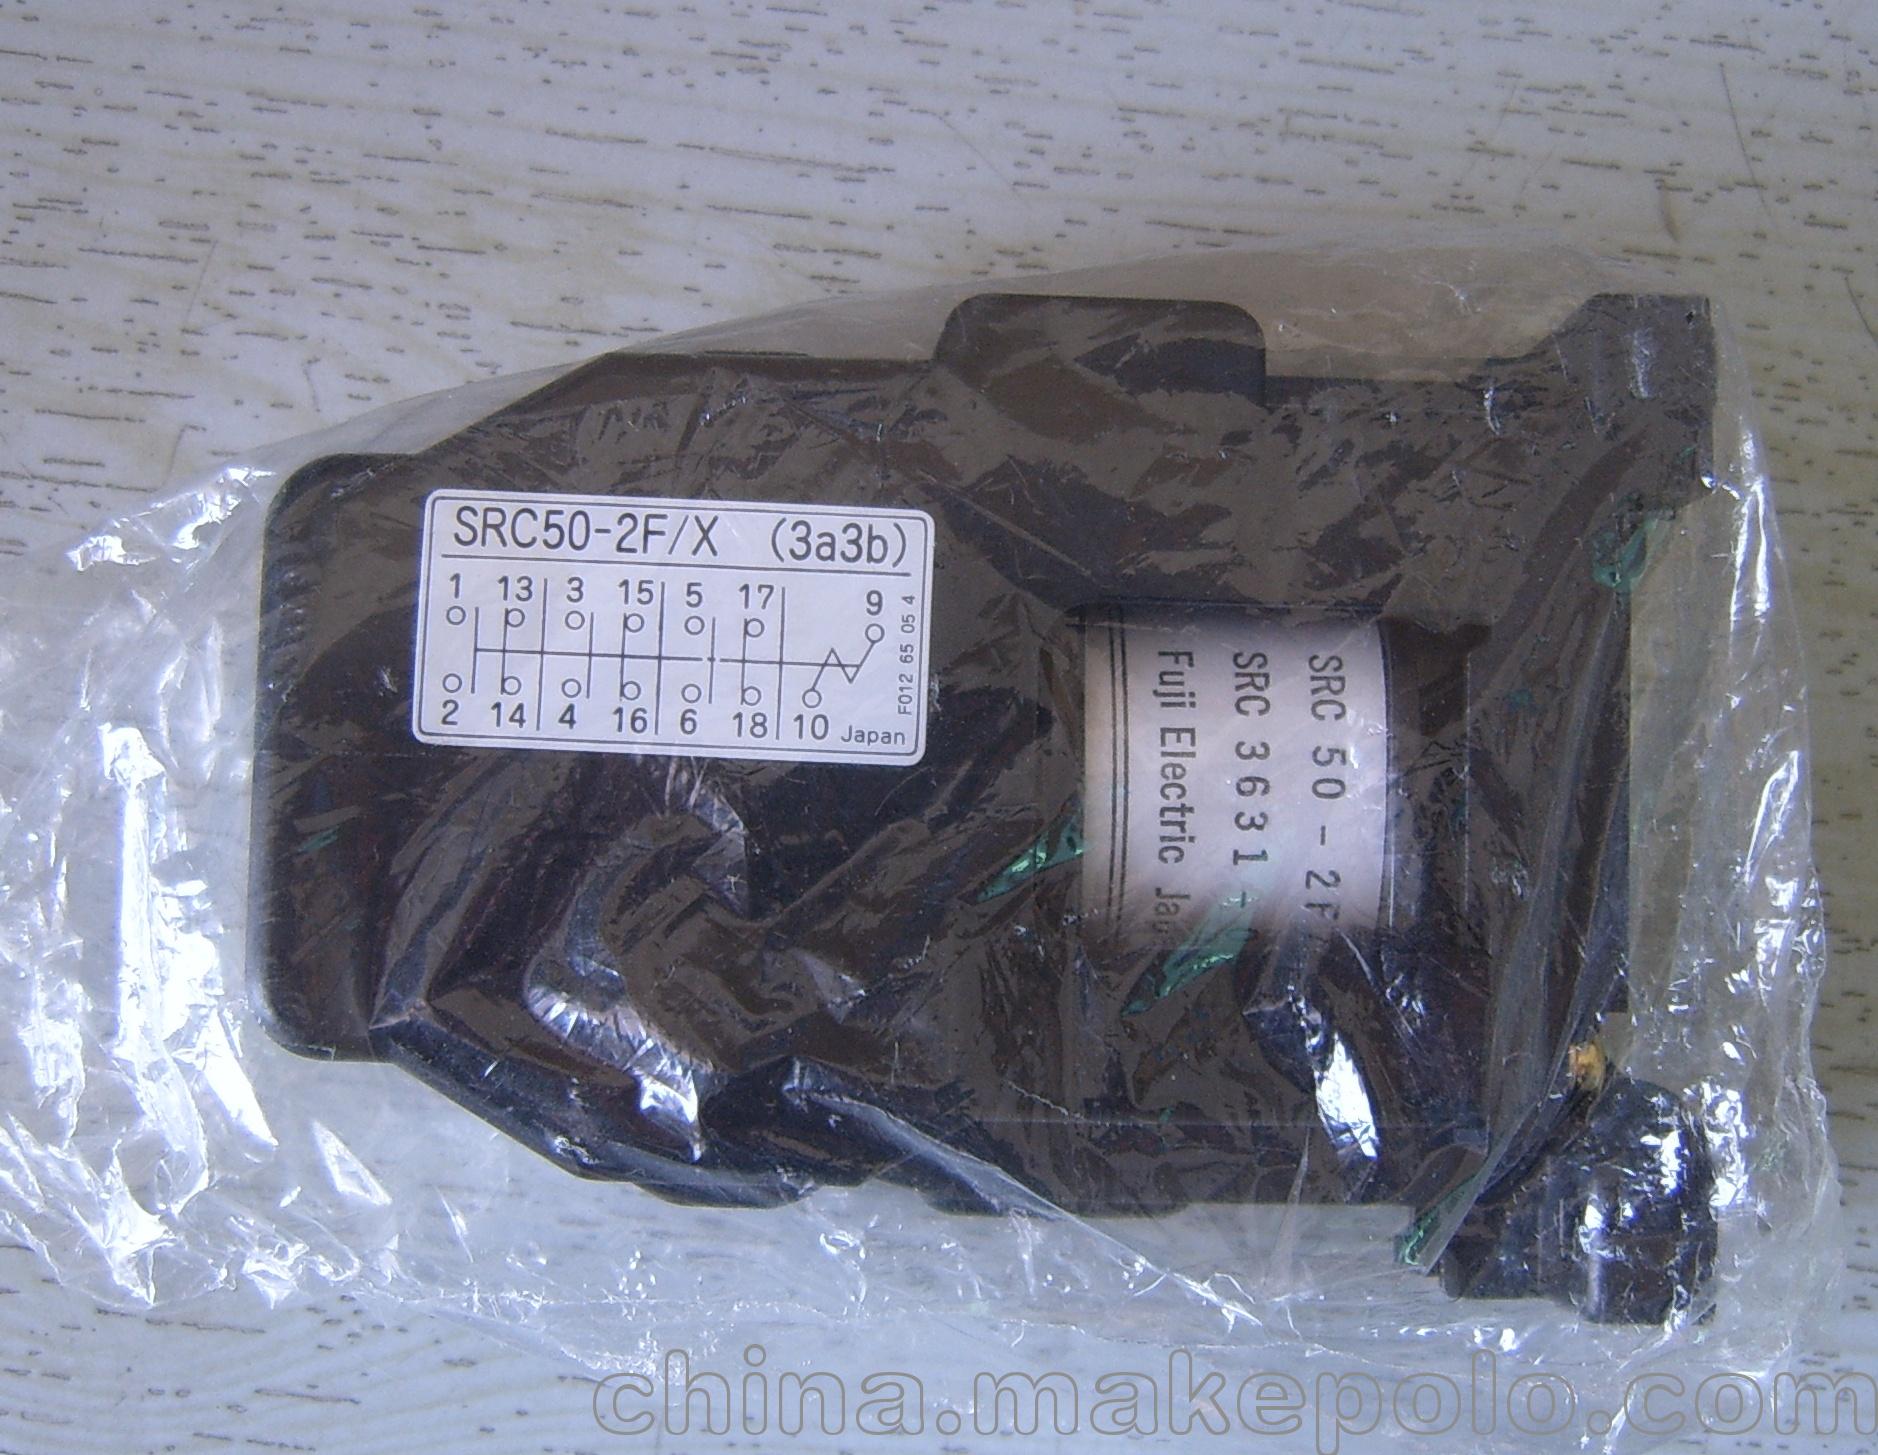 SRC50-2F/X (3a3b)
1 13 3 15 5 17 9
2 14 4 16 6 18 10 Japan
F012 65 05 4
SRC 50 - 2F
SRC 3631 -
Fuji Electric
china.makepolo.com